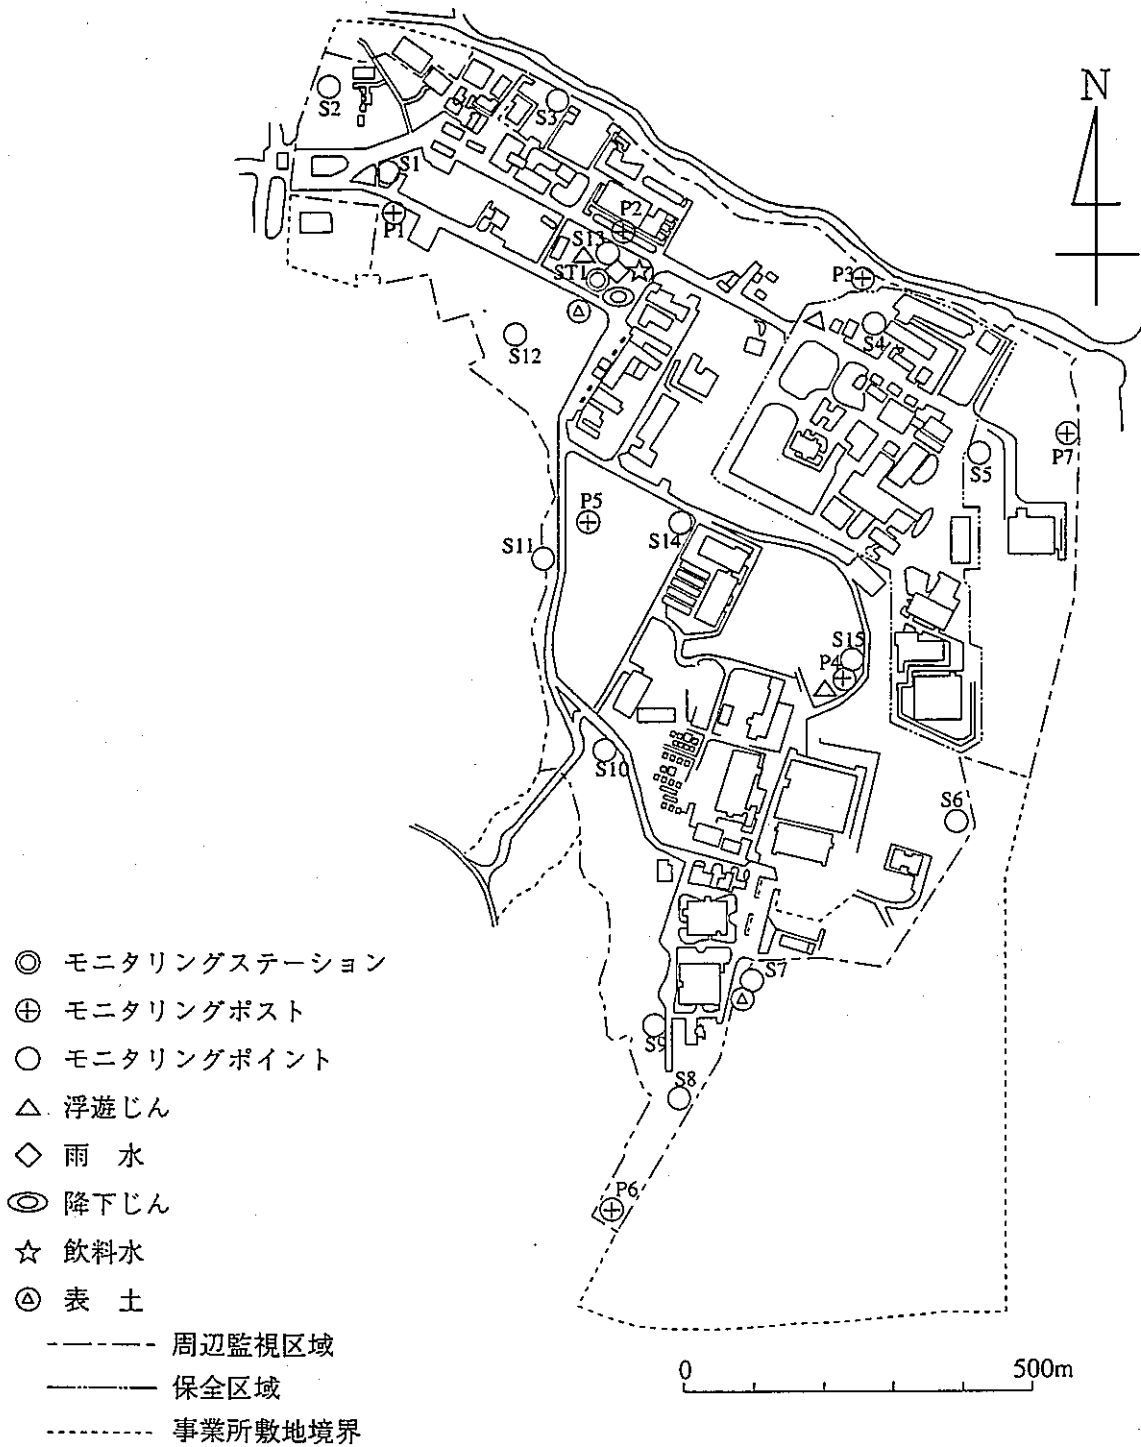 N
S2
S3
S1
P1
P2
S13
ST1
P3
S4
S12
S5
P7
P5
S14
S11
S15
P4
S10
S6
S7
S9
S8
P6
モニタリングステーション
モニタリングポスト
モニタリングポイント
浮遊じん
雨 水
降下じん
飲料水
表 土
周辺監視区域
保全区域
事業所敷地境界
0 500m